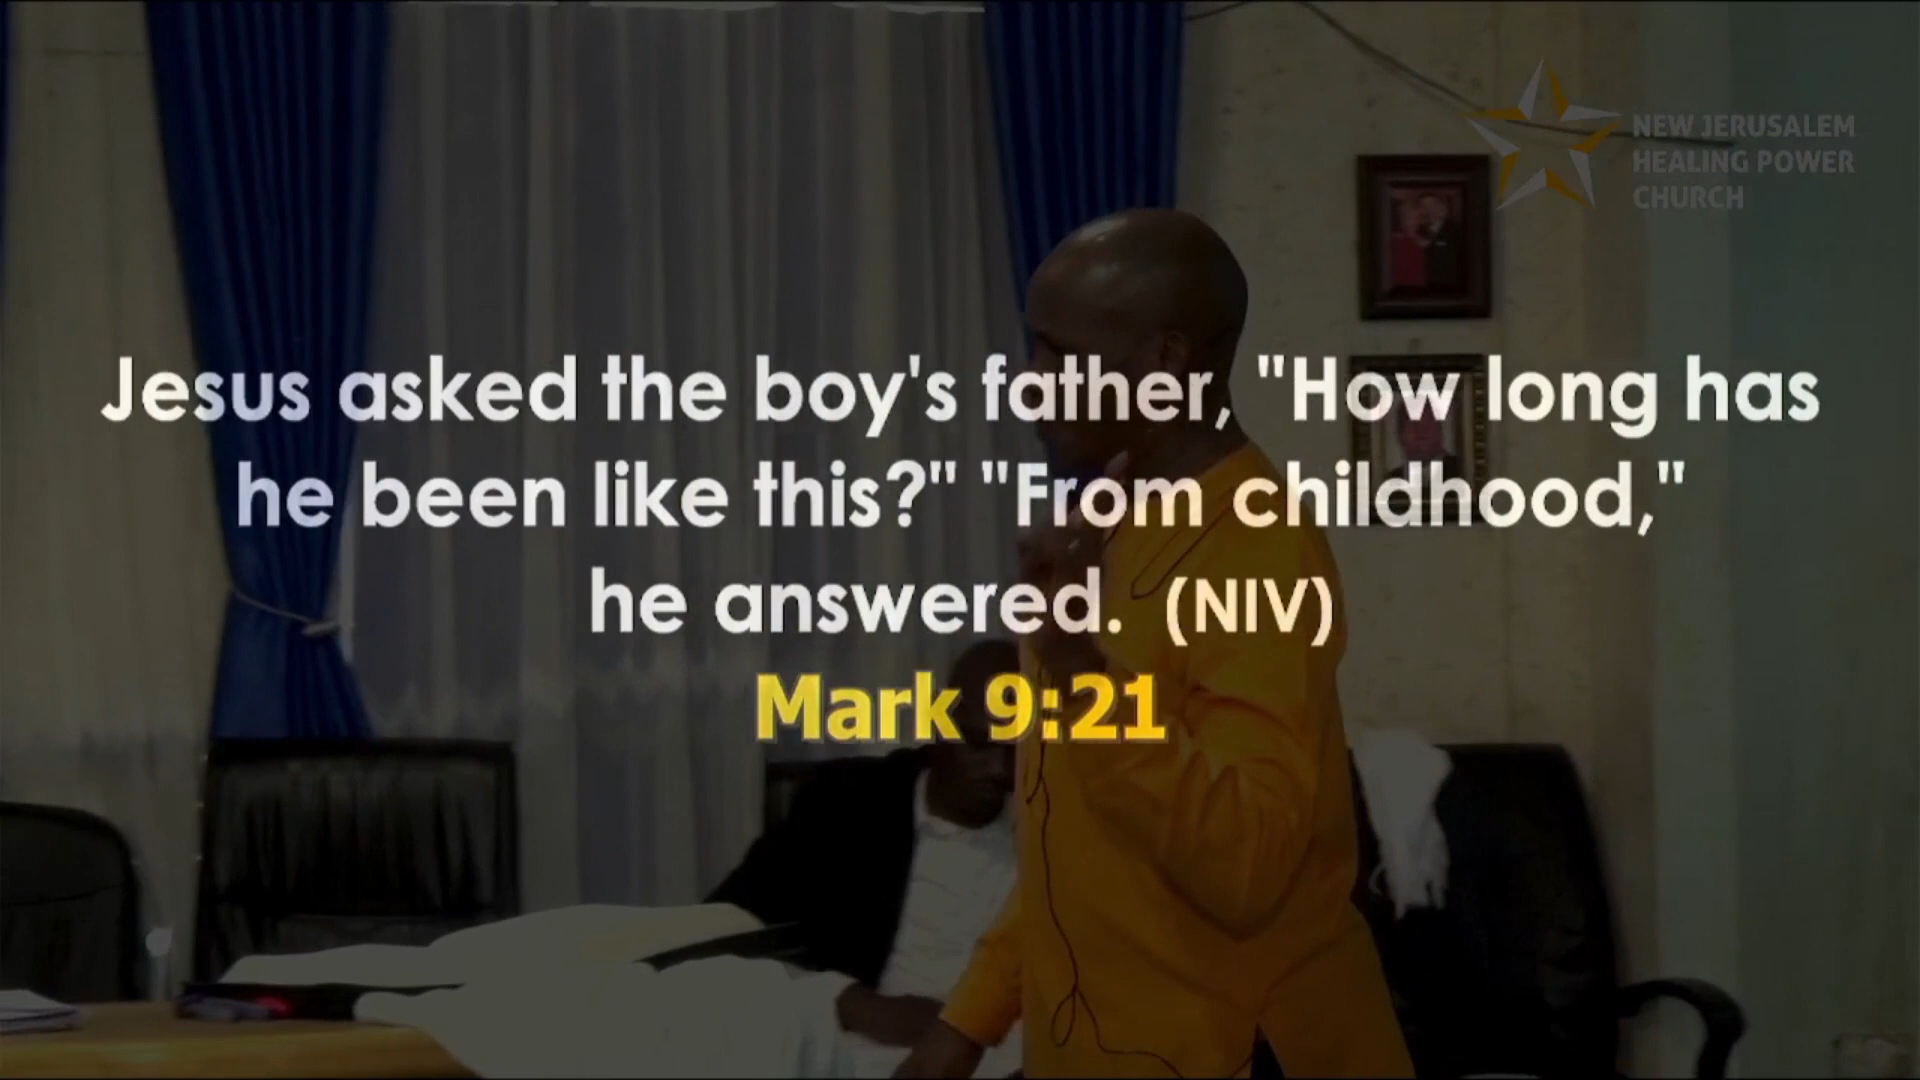 NEW JERUSALEM
HEALING POWER
CHURCH
Jesus asked the boy's father, "How long has
he been like this?" "From childhood,"
he answered. (NIV)
Mark 9:21